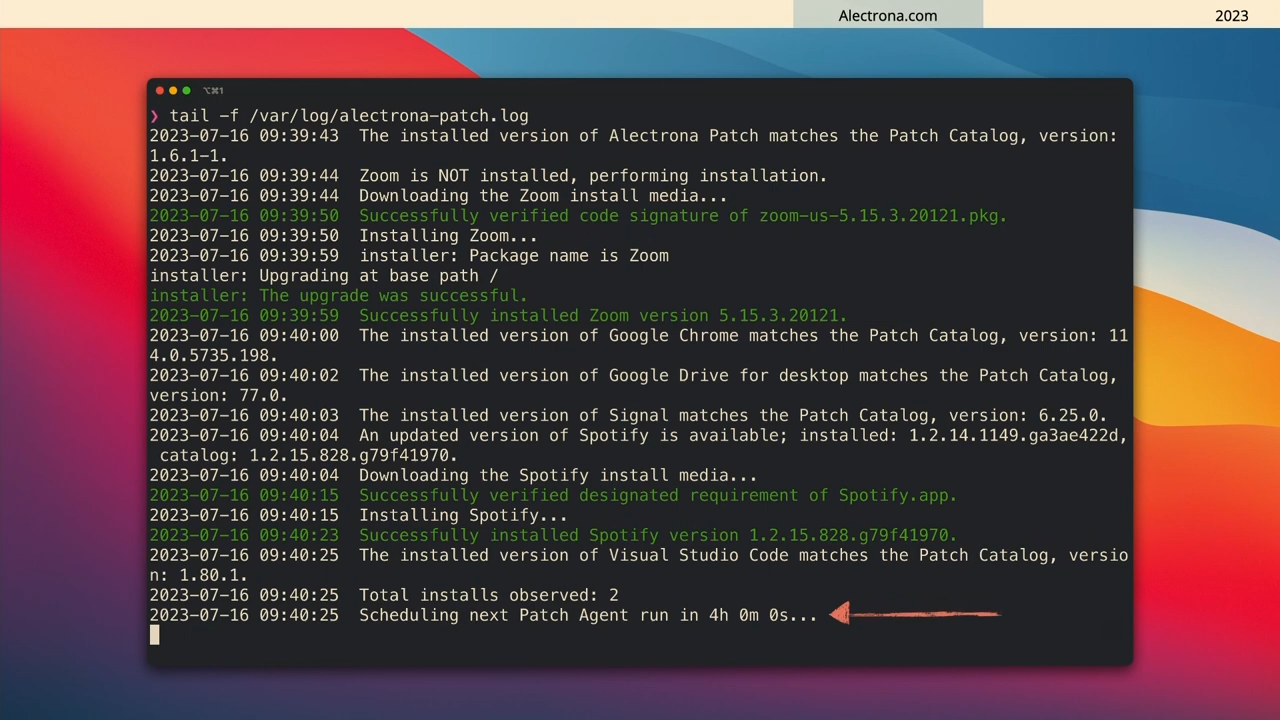 Alectrona.com
2023
⌥⌘1
❯ tail -f /var/log/alectrona-patch.log
2023-07-16 09:39:43  The installed version of Alectrona Patch matches the Patch Catalog, version:
1.6.1-1.
2023-07-16 09:39:44  Zoom is NOT installed, performing installation.
2023-07-16 09:39:44  Downloading the Zoom install media...
2023-07-16 09:39:50  Successfully verified code signature of zoom-us-5.15.3.20121.pkg.
2023-07-16 09:39:50  Installing Zoom...
2023-07-16 09:39:59  installer: Package name is Zoom
installer: Upgrading at base path /
installer: The upgrade was successful.
2023-07-16 09:39:59  Successfully installed Zoom version 5.15.3.20121.
2023-07-16 09:40:00  The installed version of Google Chrome matches the Patch Catalog, version: 11
4.0.5735.198.
2023-07-16 09:40:02  The installed version of Google Drive for desktop matches the Patch Catalog,
version: 77.0.
2023-07-16 09:40:03  The installed version of Signal matches the Patch Catalog, version: 6.25.0.
2023-07-16 09:40:04  An updated version of Spotify is available; installed: 1.2.14.1149.ga3ae422d,
 catalog: 1.2.15.828.g79f41970.
2023-07-16 09:40:04  Downloading the Spotify install media...
2023-07-16 09:40:15  Successfully verified designated requirement of Spotify.app.
2023-07-16 09:40:15  Installing Spotify...
2023-07-16 09:40:23  Successfully installed Spotify version 1.2.15.828.g79f41970.
2023-07-16 09:40:25  The installed version of Visual Studio Code matches the Patch Catalog, versio
n: 1.80.1.
2023-07-16 09:40:25  Total installs observed: 2
2023-07-16 09:40:25  Scheduling next Patch Agent run in 4h 0m 0s...